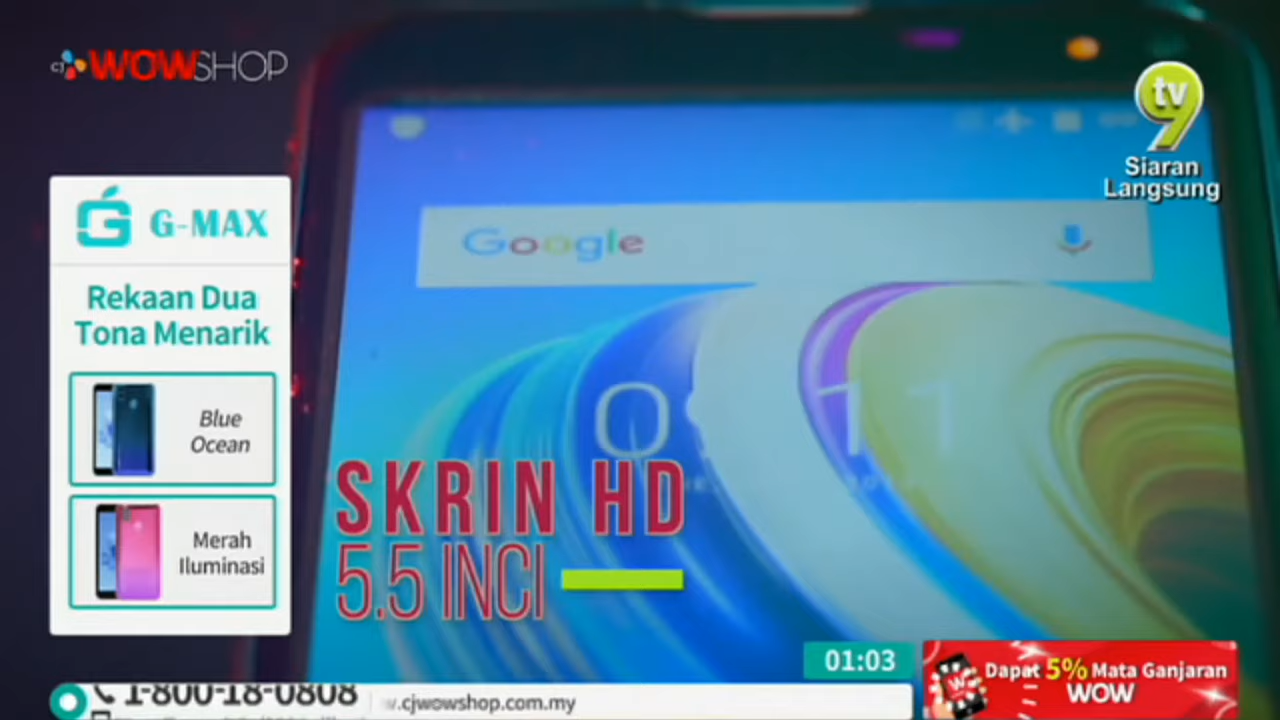 CJ WOWSHOP
tv9
Siaran
Langsung
G G-MAX
Rekaan Dua
Tona Menarik
Blue
Ocean
Merah
Iluminasi
Google
SKRIN HD
5.5 INCI
01:03
Dapat 5% Mata Ganjaran
WOW
1-800-18-0808
.cjwowshop.com.my